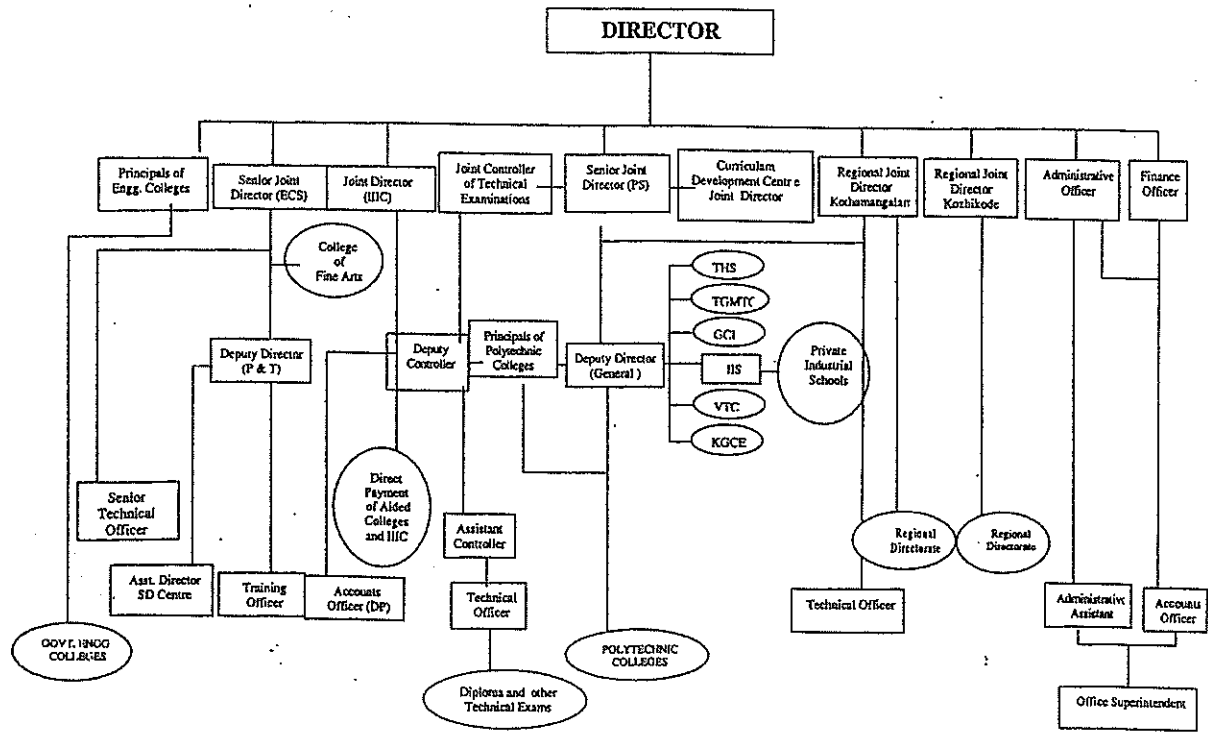 DIRECTOR
Principals of
Engg. Colleges
Senior Joint
Director (ECS)
Joint Director
(IIIC)
Joint Controller
of Technical
Examinations
Senior Joint
Director (PS)
Curriculam
Development Centre
Joint Director
Regional Joint
Director
Kothamangalam
Regional Joint
Director
Kozhikode
Administrative
Officer
Finance
Officer
College
of
Fine Arts
THS
TGMTC
GCI
IIS
VTC
KGCE
Private
Industrial
Schools
Deputy Director
(P & T)
Deputy
Controller
Principals of
Polytechnic
Colleges
Deputy Director
(General )
Senior
Technical
Officer
Direct
Payment
of Aided
Colleges
and IIIC
Assistant
Controller
Regional
Directorate
Regional
Directorate
Asst. Director
SD Centre
Training
Officer
Accounts
Officer (DP)
Technical
Officer
Technical Officer
Administrative
Assistant
Accounts
Officer
GOVT. ENGG
COLLEGES
POLYTECHNIC
COLLEGES
Diploma and other
Technical Exams
Office Superintendent